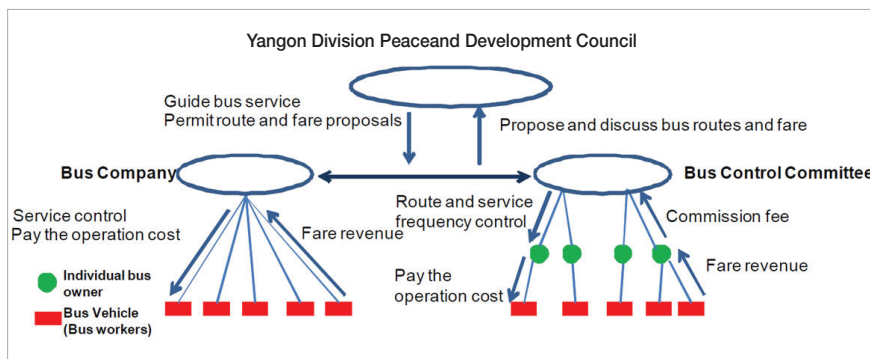 Yangon Division Peaceand Development Council
Guide bus service
Permit route and fare proposals
Propose and discuss bus routes and fare
Bus Company
Bus Control Committee
Service control
Pay the operation cost
Fare revenue
Route and service
frequency control
Commission fee
Pay the
operation cost
Fare revenue
Individual bus
owner
Bus Vehicle
(Bus workers)